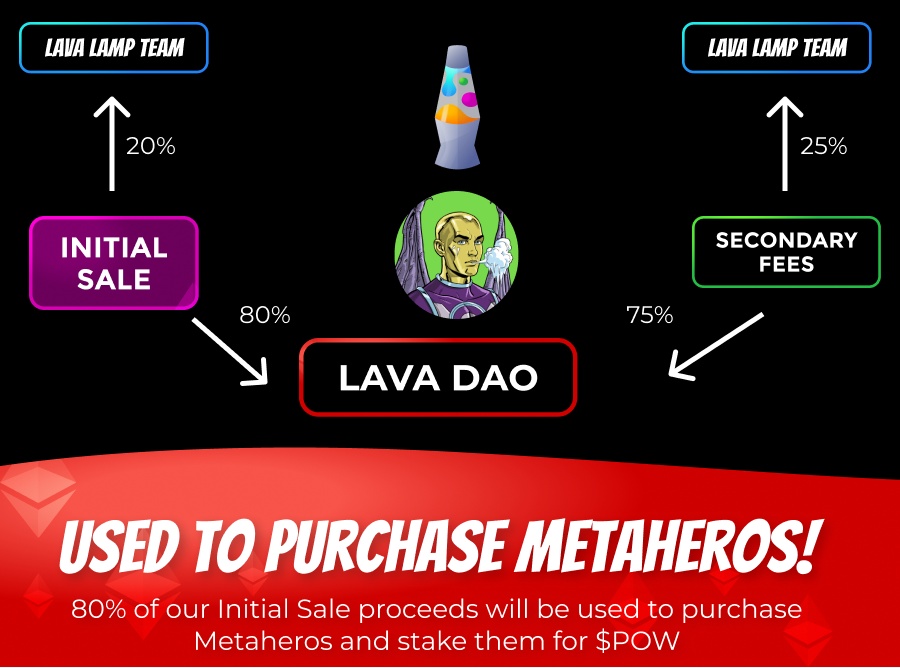 LAVA LAMP TEAM
LAVA LAMP TEAM
20%
25%
INITIAL
SALE
SECONDARY
FEES
80%
75%
LAVA DAO
USED TO PURCHASE METAHEROS!
80% of our Initial Sale proceeds will be used to purchase
Metaheros and stake them for $POW